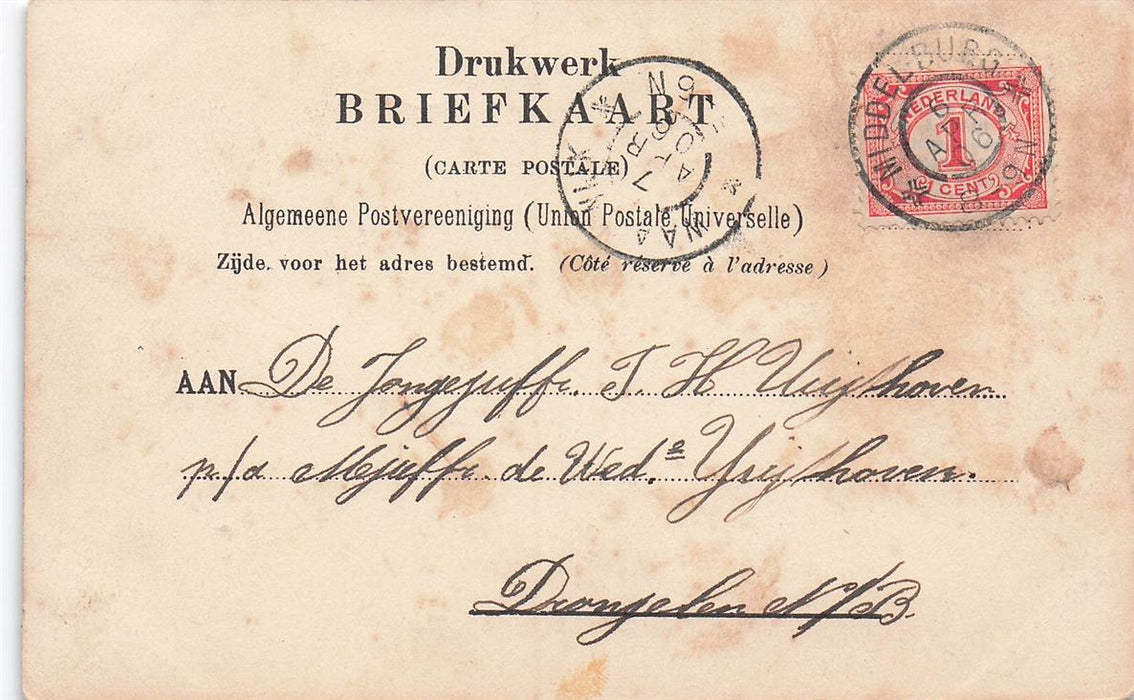 Drukwerk
BRIEFKAART
(CARTE POSTALE)
Algemeene Postvereeniging (Union Postale Universelle)
Zijde voor het adres bestemd. (Côté réservé à l'adresse)
NEDERLAND
1
(1 CENT)
MIDDELBURG
AAN De Jongejuffr. T. H Uijthoven
p/a Mejuffr. de Wed.e Uijthoven.
Drongelen N/B.